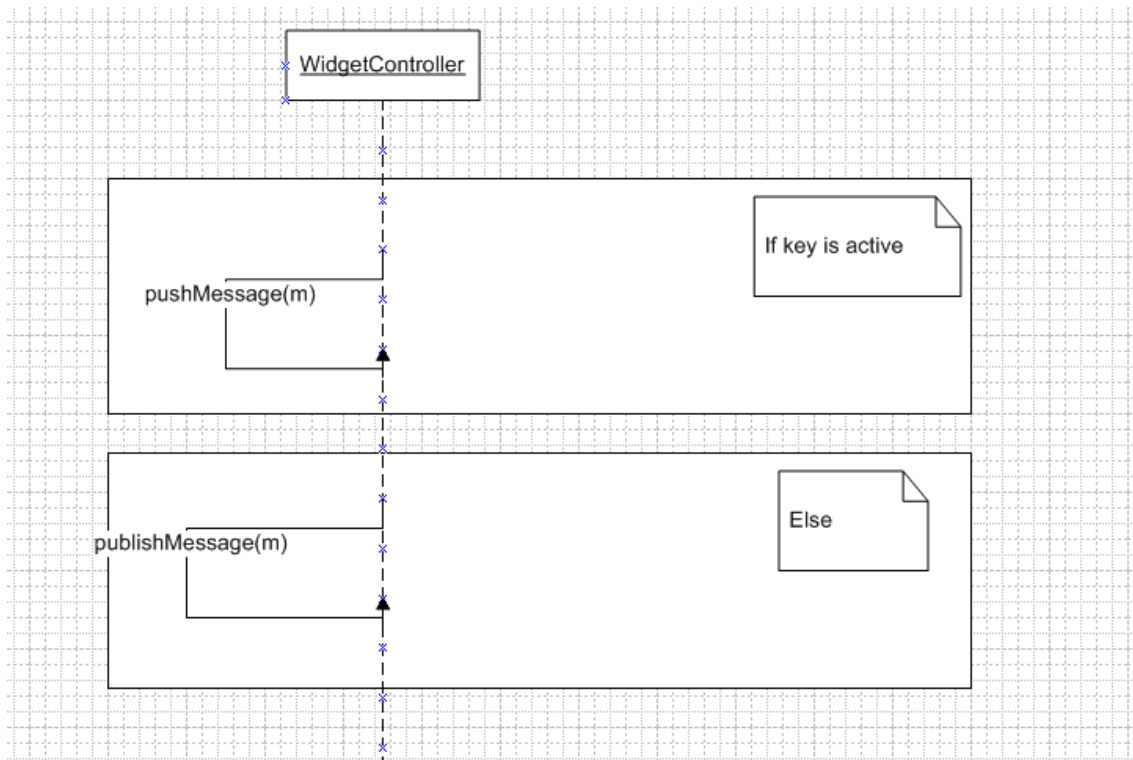 WidgetController
If key is active
pushMessage(m)
Else
publishMessage(m)